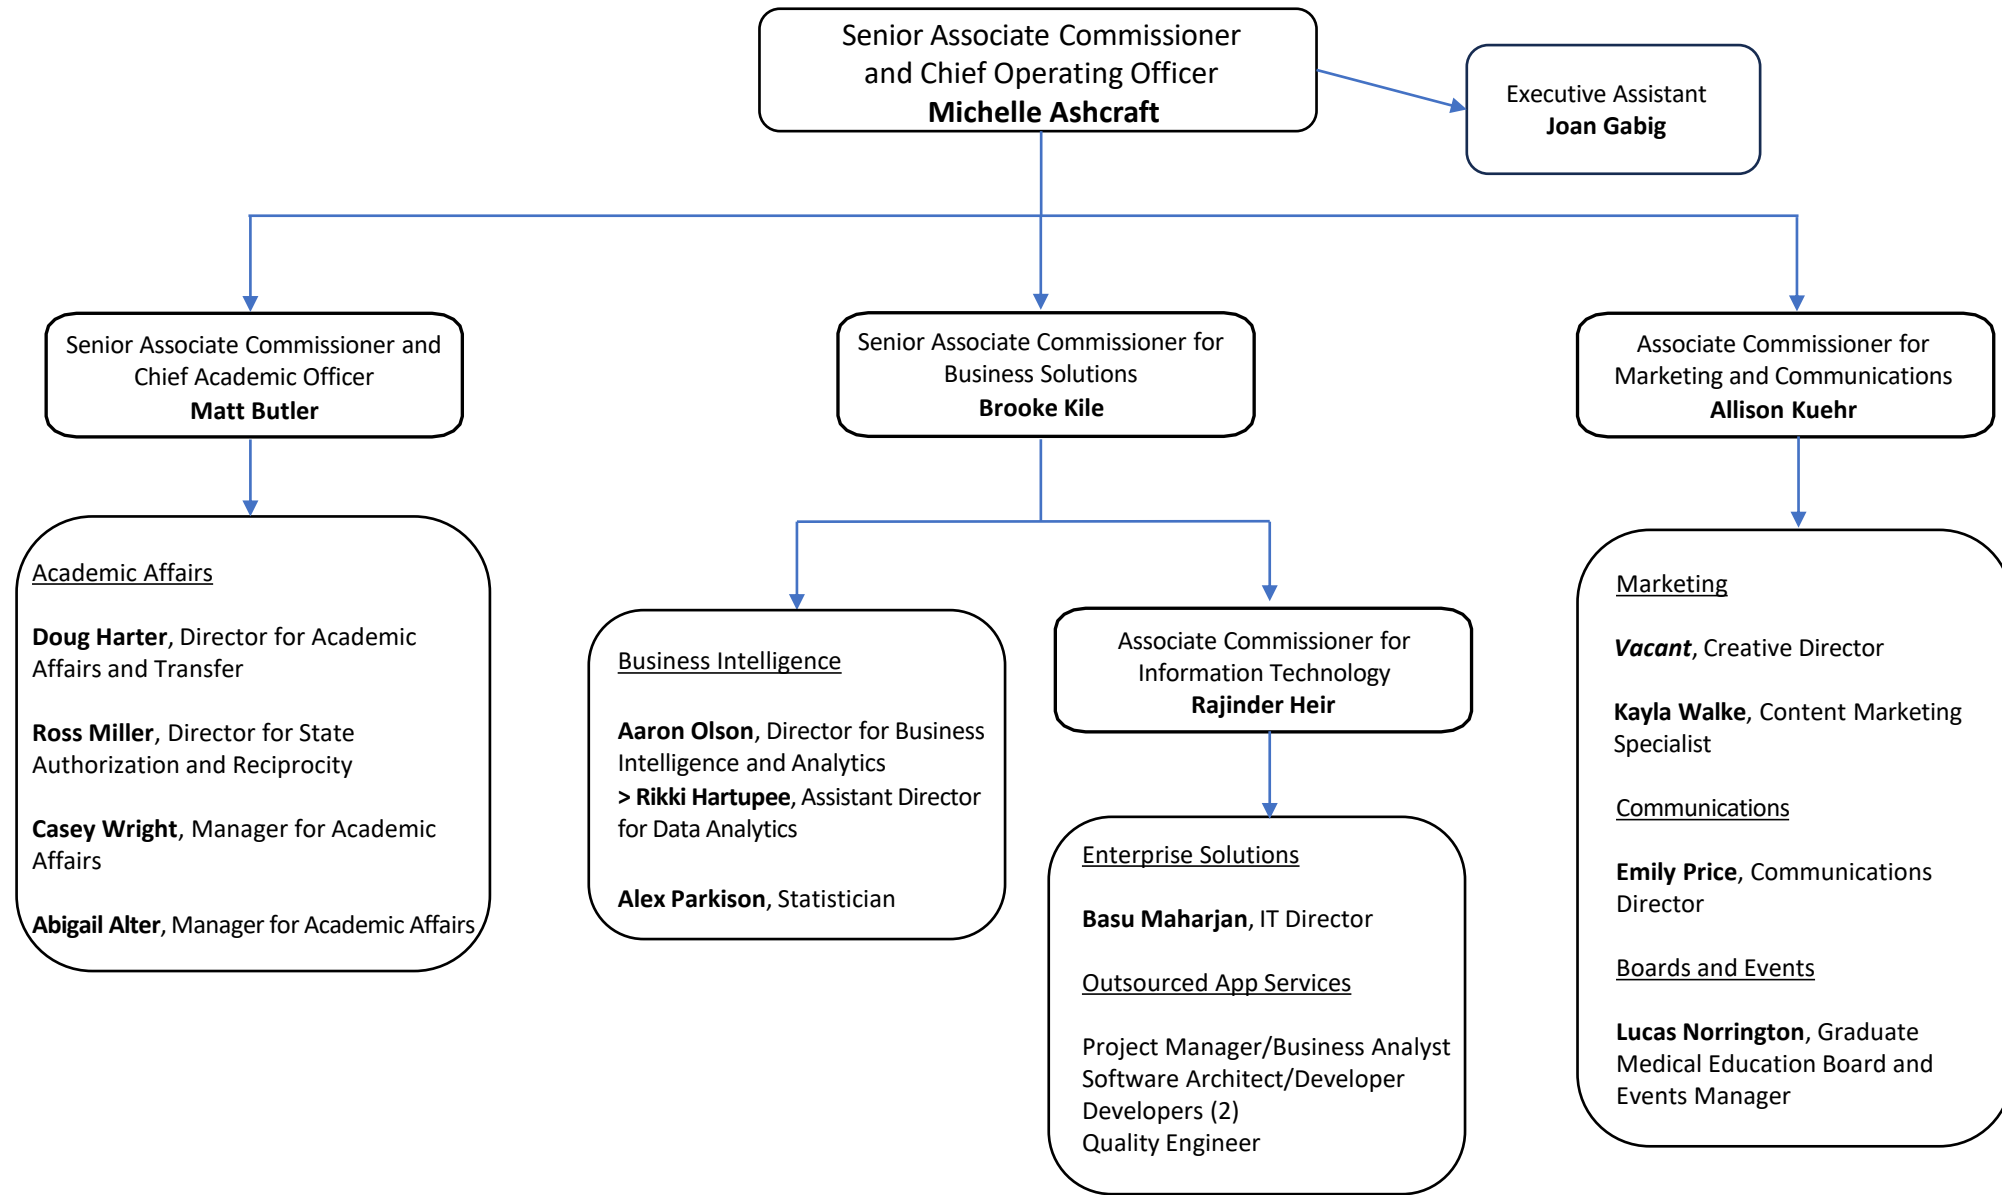 Senior Associate Commissioner
and Chief Operating Officer
Michelle Ashcraft
Executive Assistant
Joan Gabig
Senior Associate Commissioner and
Chief Academic Officer
Matt Butler
Senior Associate Commissioner for
Business Solutions
Brooke Kile
Associate Commissioner for
Marketing and Communications
Allison Kuehr
Academic Affairs
Doug Harter, Director for Academic
Affairs and Transfer
Ross Miller, Director for State
Authorization and Reciprocity
Casey Wright, Manager for Academic
Affairs
Abigail Alter, Manager for Academic Affairs
Business Intelligence
Aaron Olson, Director for Business
Intelligence and Analytics
> Rikki Hartupee, Assistant Director
for Data Analytics
Alex Parkison, Statistician
Associate Commissioner for
Information Technology
Rajinder Heir
Enterprise Solutions
Basu Maharjan, IT Director
Outsourced App Services
Project Manager/Business Analyst
Software Architect/Developer
Developers (2)
Quality Engineer
Marketing
Vacant, Creative Director
Kayla Walke, Content Marketing
Specialist
Communications
Emily Price, Communications
Director
Boards and Events
Lucas Norrington, Graduate
Medical Education Board and
Events Manager